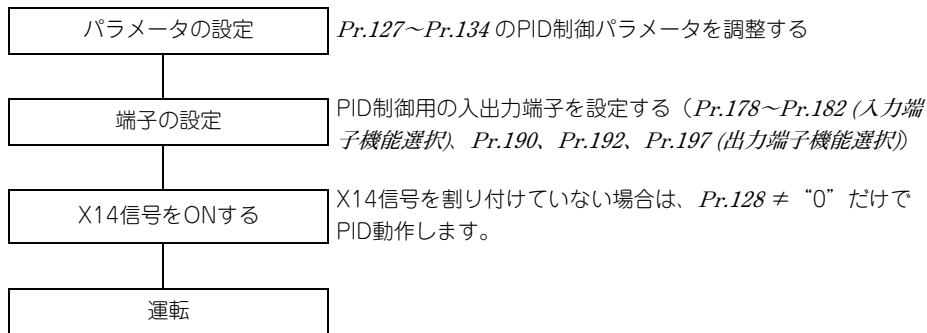 パラメータの設定
Pr.127～Pr.134 のPID制御パラメータを調整する
端子の設定
PID制御用の入出力端子を設定する（Pr.178～Pr.182 (入力端
子機能選択)、Pr.190、Pr.192、Pr.197 (出力端子機能選択)）
X14信号をONする
X14信号を割り付けていない場合は、Pr.128 ≠ “0” だけで
PID動作します。
運転